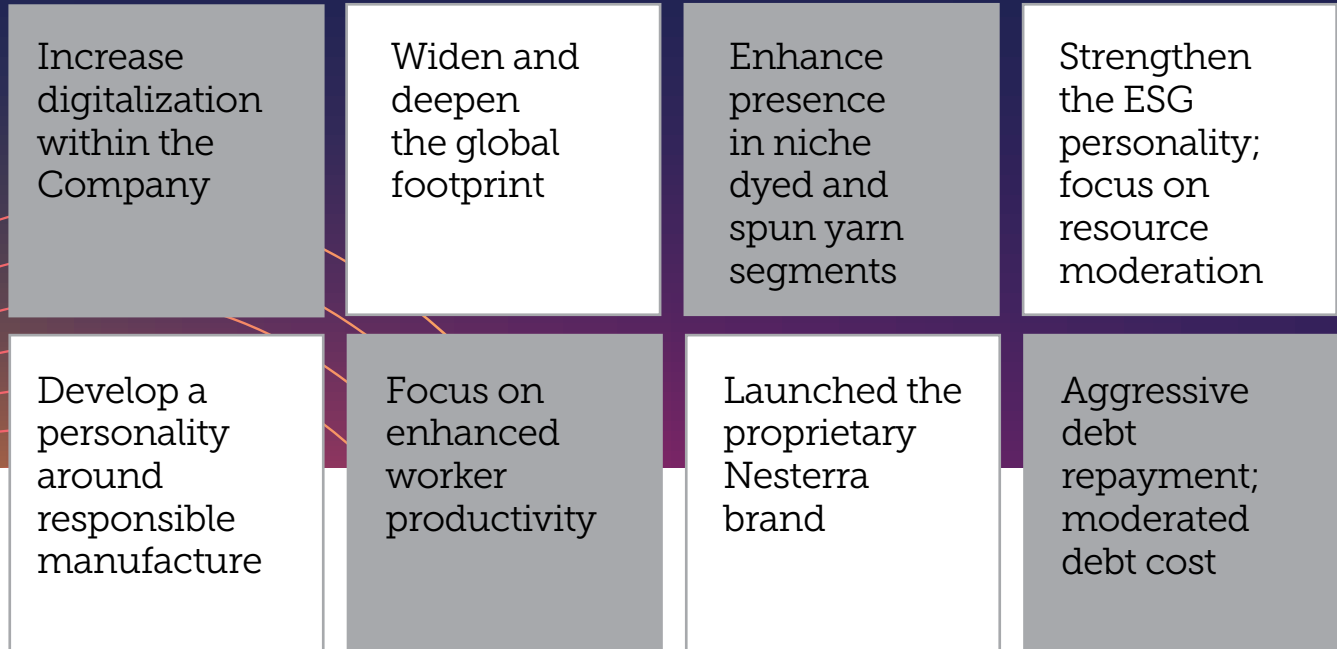 Increase
digitalization
within the
Company
Widen and
deepen
the global
footprint
Enhance
presence
in niche
dyed and
spun yarn
segments
Strengthen
the ESG
personality;
focus on
resource
moderation
Develop a
personality
around
responsible
manufacture
Focus on
enhanced
worker
productivity
Launched the
proprietary
Nesterra
brand
Aggressive
debt
repayment;
moderated
debt cost